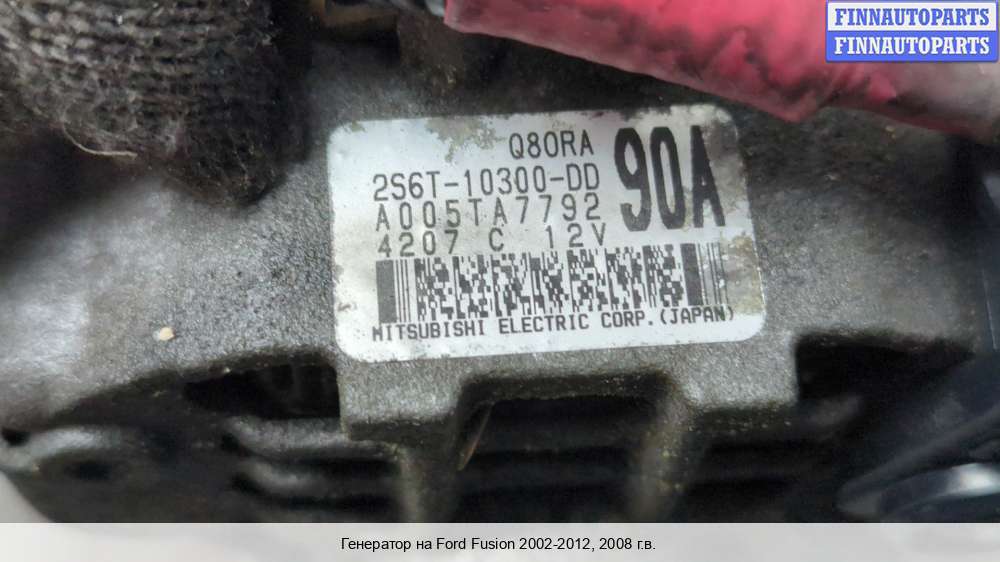 FINNAUTOPARTS
FINNAUTOPARTS
Q80RA
2S6T-10300-DD
90A
A005TA7792
4207 C 12V
MITSUBISHI ELECTRIC CORP.(JAPAN)
Генератор на Ford Fusion 2002-2012, 2008 г.в.